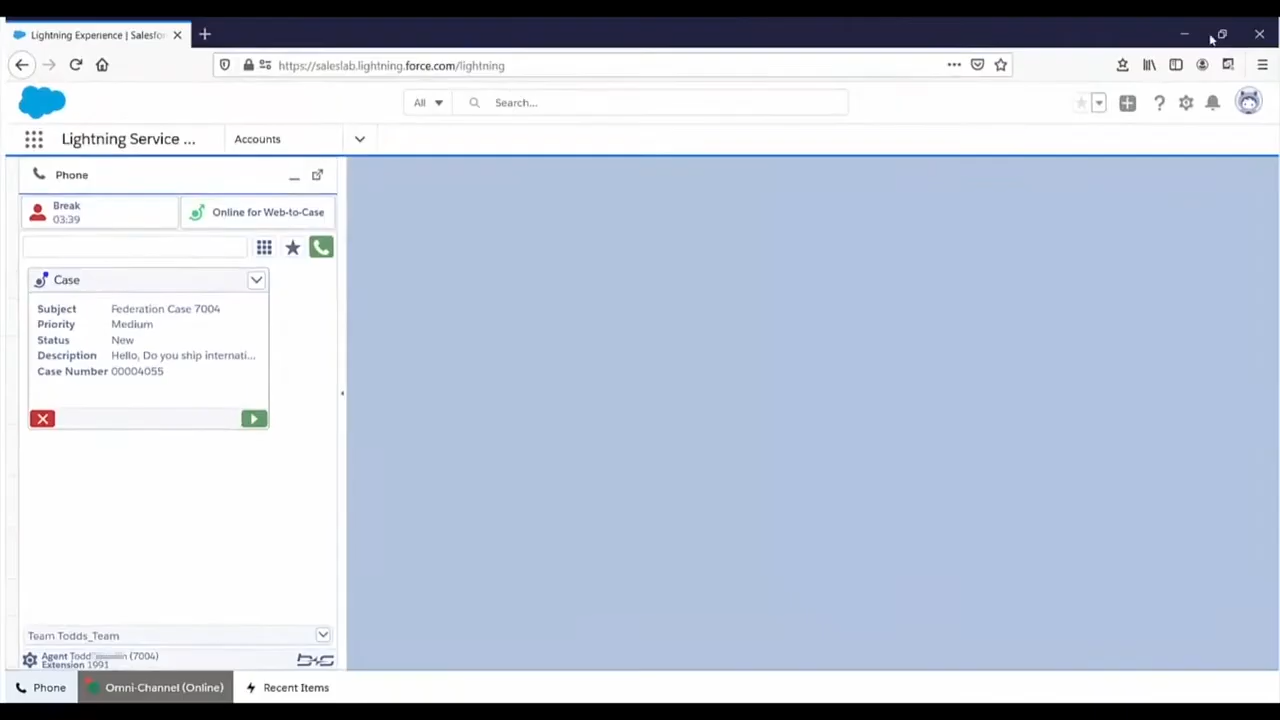 Lightning Experience | Salesfo
https://saleslab.lightning.force.com/lightning
All
Search...
Lightning Service ...
Accounts
Phone
Break
03:39
Online for Web-to-Case
Case
Subject Federation Case 7004
Priority Medium
Status New
Description Hello, Do you ship internati...
Case Number 00004055
Team Todds_Team
Agent Todd (7004)
Extension 1991
Phone
Omni-Channel (Online)
Recent Items